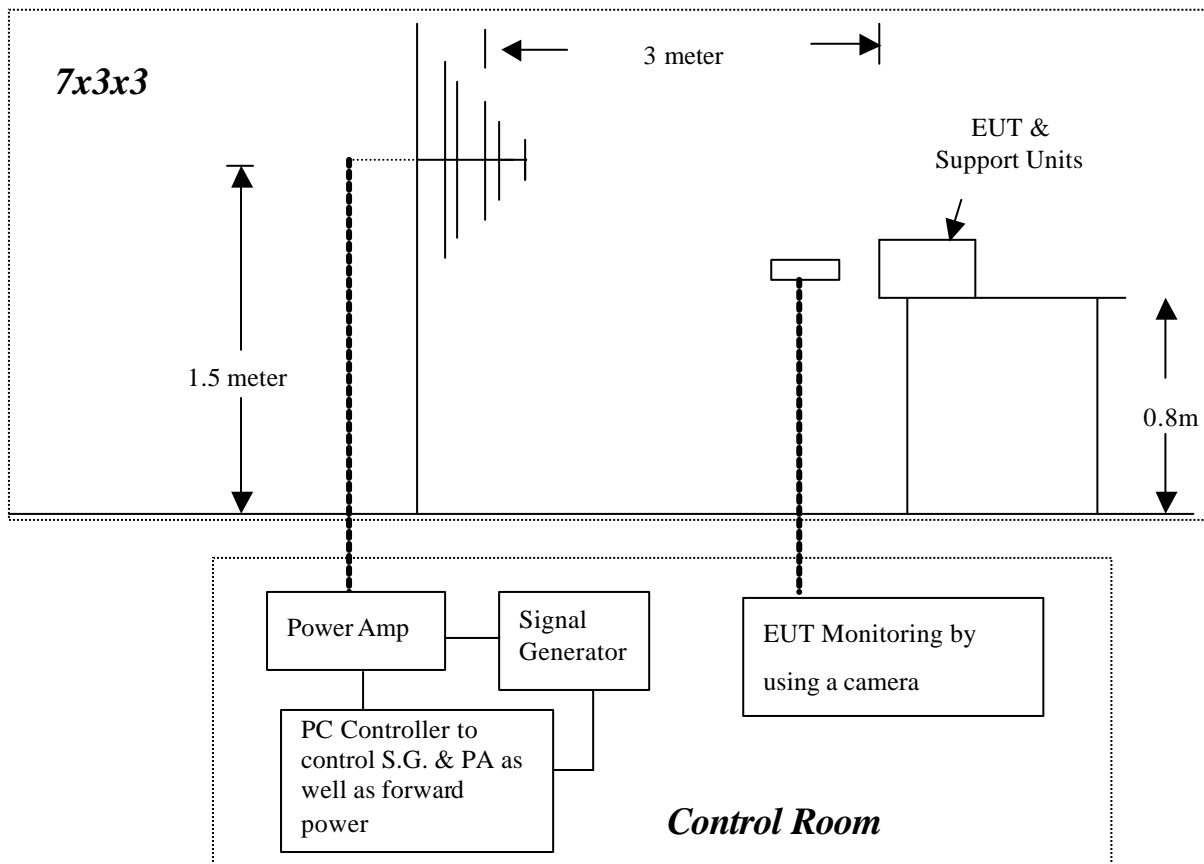 3 meter
7x3x3
EUT &
Support Units
1.5 meter
0.8m
Power Amp
Signal
Generator
EUT Monitoring by
using a camera
PC Controller to
control S.G. & PA as
well as forward
power
Control Room